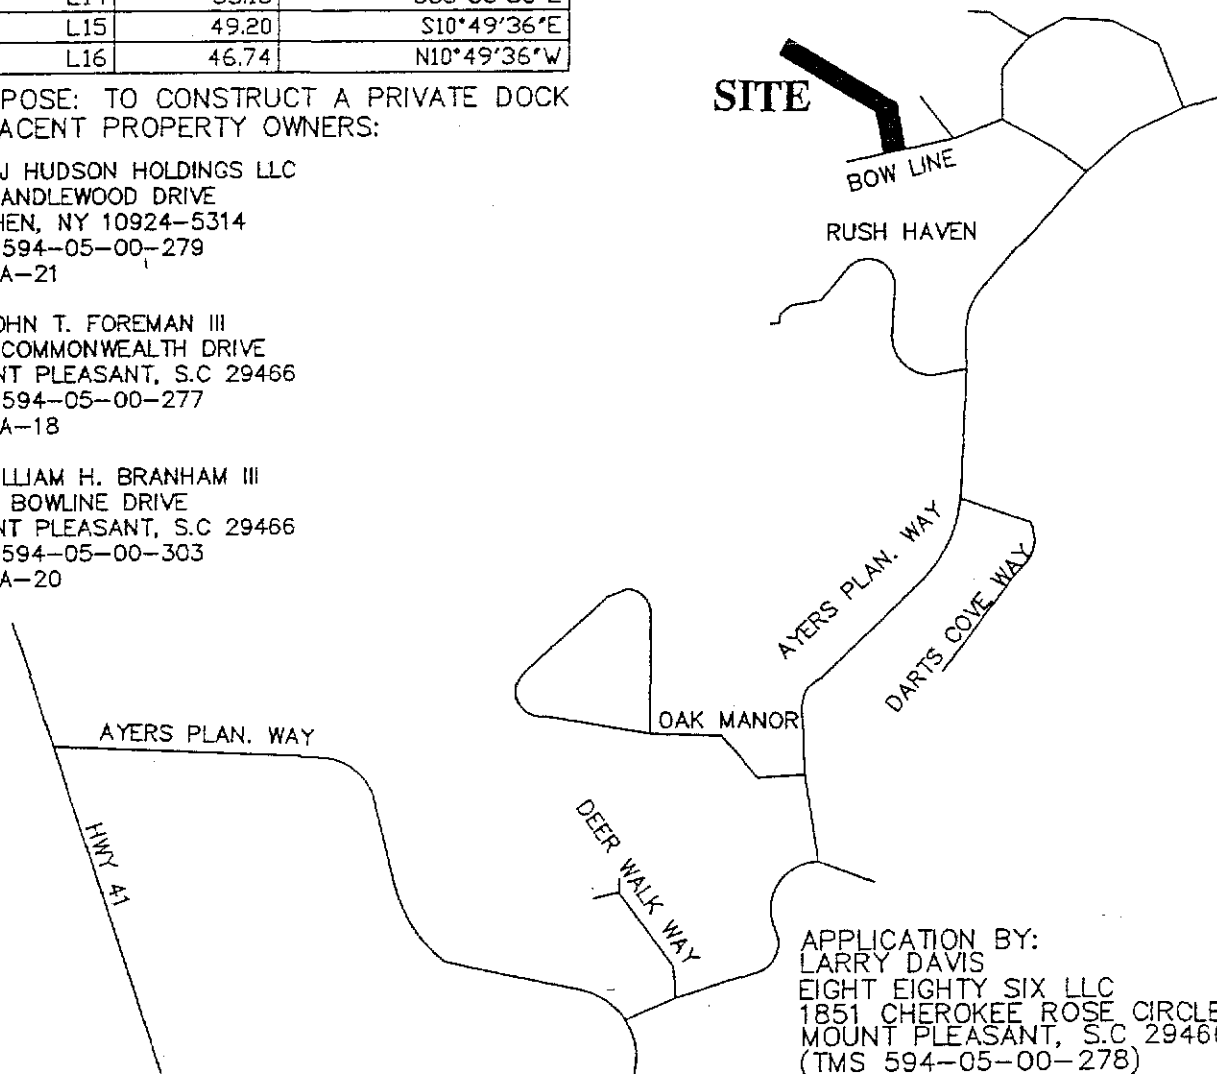 L15 49.20 S10°49'36"E
L16 46.74 N10°49'36"W
POSE: TO CONSTRUCT A PRIVATE DOCK
ACENT PROPERTY OWNERS:
J HUDSON HOLDINGS LLC
ANDLEWOOD DRIVE
HEN, NY 10924-5314
594-05-00-279
A-21
OHN T. FOREMAN III
COMMONWEALTH DRIVE
NT PLEASANT, S.C 29466
594-05-00-277
A-18
LLIAM H. BRANHAM III
BOWLINE DRIVE
NT PLEASANT, S.C 29466
594-05-00-303
A-20
SITE
BOW LINE
RUSH HAVEN
AYERS PLAN. WAY
DARTS COVE WAY
OAK MANOR
AYERS PLAN. WAY
HWY 41
DEER WALK WAY
APPLICATION BY:
LARRY DAVIS
EIGHT EIGHTY SIX LLC
1851 CHEROKEE ROSE CIRCLE
MOUNT PLEASANT, S.C 29466
(TMS 594-05-00-278)